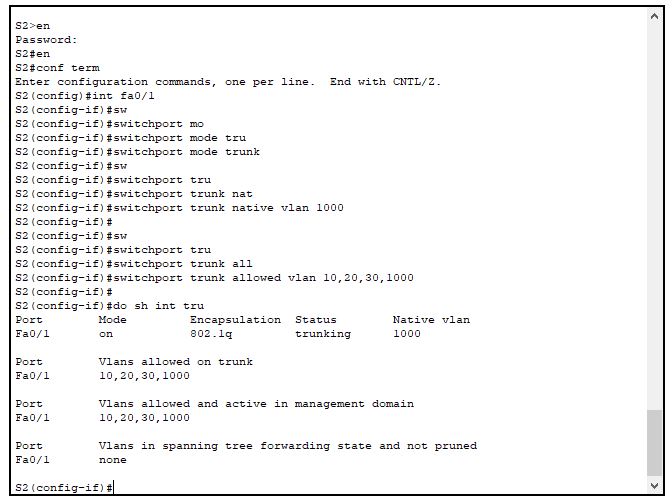 S2>en
Password:
S2#en
S2#conf term
Enter configuration commands, one per line.  End with CNTL/Z.
S2(config)#int fa0/1
S2(config-if)#sw
S2(config-if)#switchport mo
S2(config-if)#switchport mode tru
S2(config-if)#switchport mode trunk
S2(config-if)#sw
S2(config-if)#switchport tru
S2(config-if)#switchport trunk nat
S2(config-if)#switchport trunk native vlan 1000
S2(config-if)#
S2(config-if)#sw
S2(config-if)#switchport tru
S2(config-if)#switchport trunk all
S2(config-if)#switchport trunk allowed vlan 10,20,30,1000
S2(config-if)#
S2(config-if)#do sh int tru
Port        Mode         Encapsulation  Status        Native vlan
Fa0/1       on           802.1q         trunking      1000
Port        Vlans allowed on trunk
Fa0/1       10,20,30,1000
Port        Vlans allowed and active in management domain
Fa0/1       10,20,30,1000
Port        Vlans in spanning tree forwarding state and not pruned
Fa0/1       none
S2(config-if)#